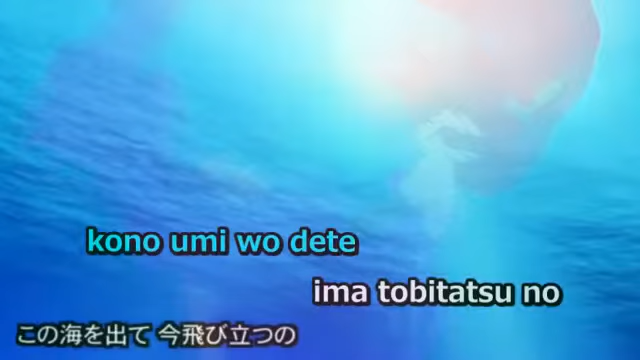 kono umi wo dete
ima tobitatsu no
この海を出て 今飛び立つの